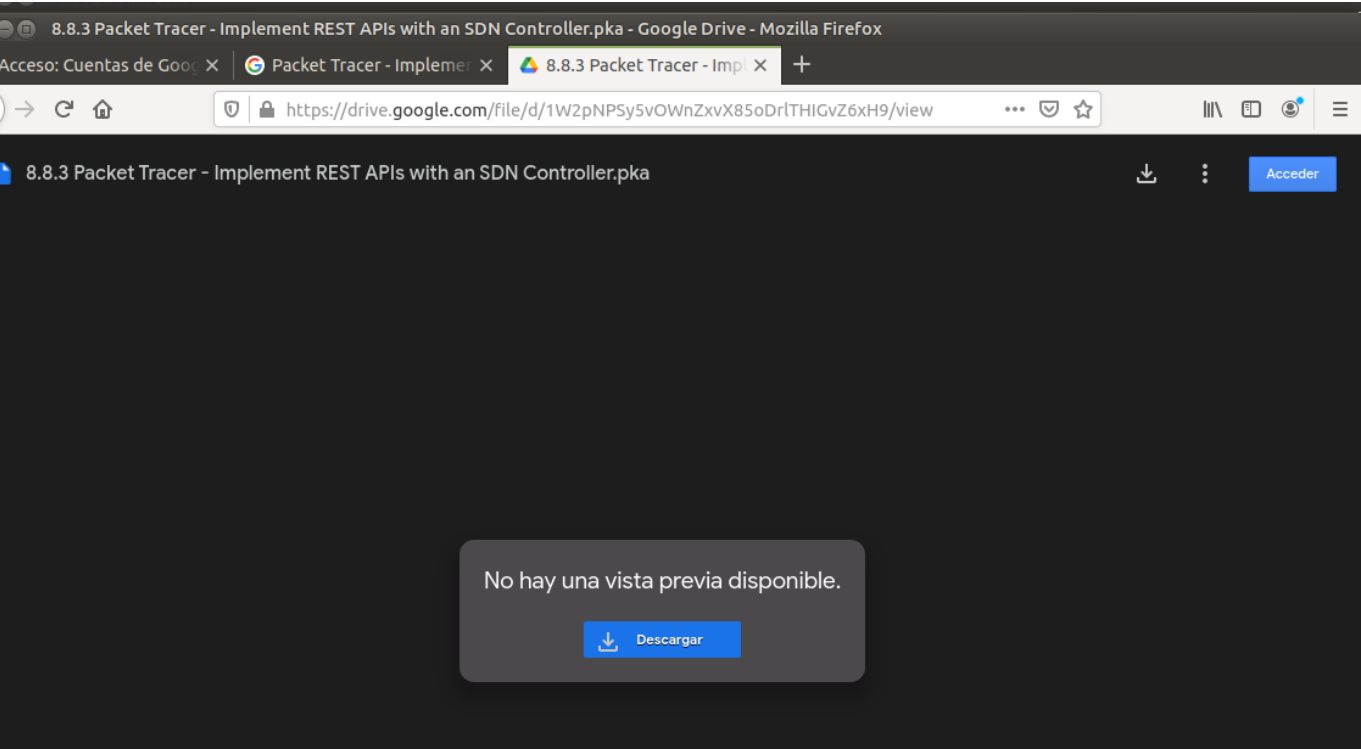 8.8.3 Packet Tracer - Implement REST APIs with an SDN Controller.pka - Google Drive - Mozilla Firefox
Acceso: Cuentas de Goog
Packet Tracer - Implemen
8.8.3 Packet Tracer - Impl
https://drive.google.com/file/d/1W2pNPSy5vOWnZxvX85oDrlTHIGvZ6xH9/view
8.8.3 Packet Tracer - Implement REST APIs with an SDN Controller.pka
Acceder
No hay una vista previa disponible.
Descargar